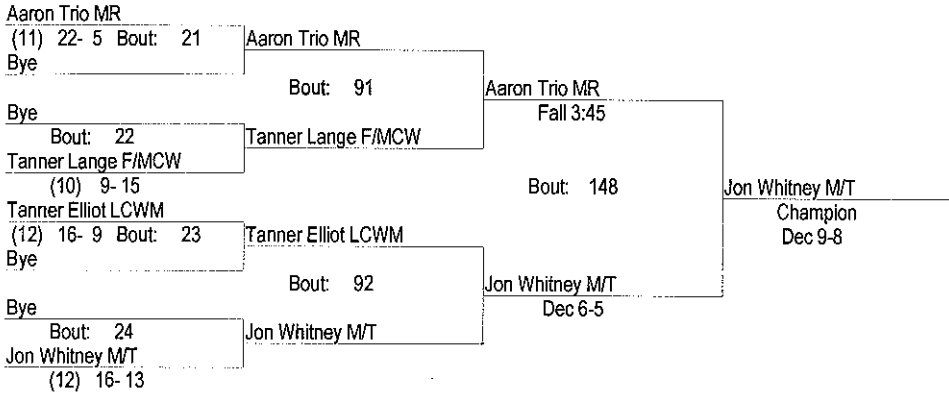 Aaron Trio MR
(11) 22- 5 Bout: 21
Bye
Aaron Trio MR
Bout: 91
Bye
Bout: 22
Tanner Lange F/MCW
(10) 9- 15
Tanner Lange F/MCW
Aaron Trio MR
Fall 3:45
Bout: 148
Tanner Elliot LCWM
(12) 16- 9 Bout: 23
Bye
Tanner Elliot LCWM
Bout: 92
Bye
Bout: 24
Jon Whitney M/T
(12) 16- 13
Jon Whitney M/T
Jon Whitney M/T
Dec 6-5
Jon Whitney M/T
Champion
Dec 9-8